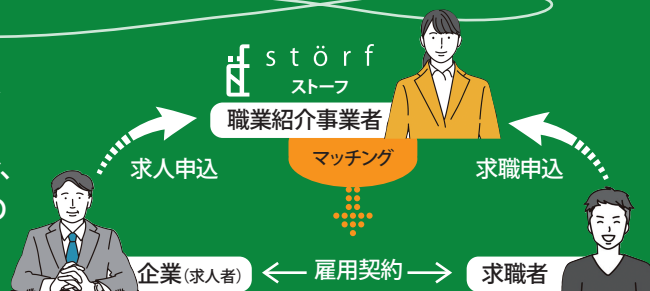 störf
ストーフ
職業紹介事業者
マッチング
求人申込
求職申込
、
の
企業(求人者)
雇用契約
求職者